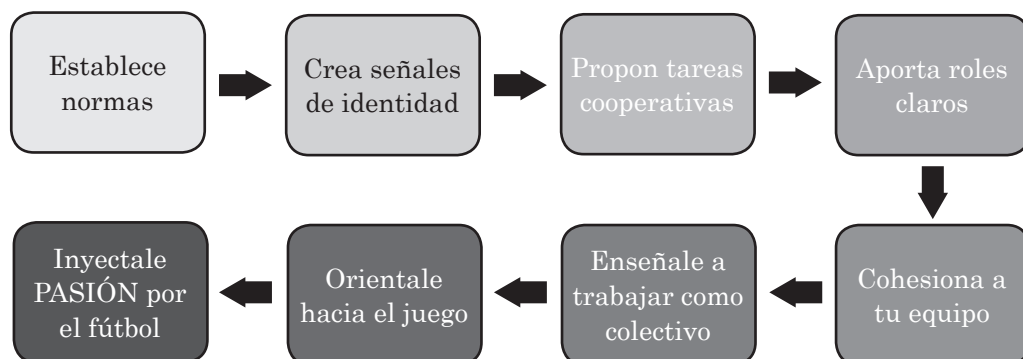 Establece
normas
Crea señales
de identidad
Propon tareas
cooperativas
Aporta roles
claros
Cohesiona a
tu equipo
Enseñale a
trabajar como
colectivo
Orientale
hacia el juego
Inyectale
PASIÓN por
el fútbol